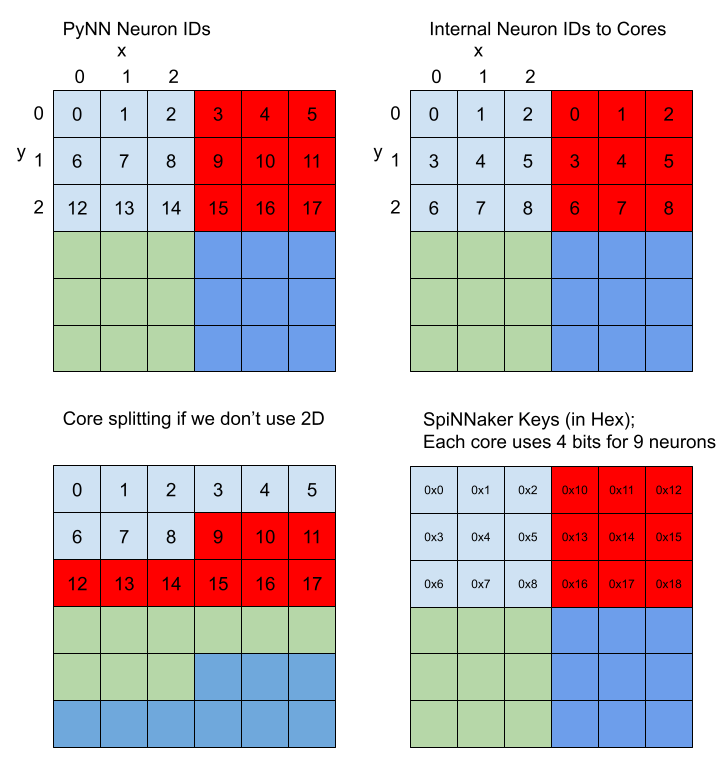 PyNN Neuron IDs
x
0 1 2
0 0 1 2 3 4 5
y 1 6 7 8 9 10 11
2 12 13 14 15 16 17
Internal Neuron IDs to Cores
x
0 1 2
0 0 1 2 0 1 2
y 1 3 4 5 3 4 5
2 6 7 8 6 7 8
Core splitting if we don’t use 2D
0 1 2 3 4 5
6 7 8 9 10 11
12 13 14 15 16 17
SpiNNaker Keys (in Hex);
Each core uses 4 bits for 9 neurons
0x0 0x1 0x2 0x10 0x11 0x12
0x3 0x4 0x5 0x13 0x14 0x15
0x6 0x7 0x8 0x16 0x17 0x18